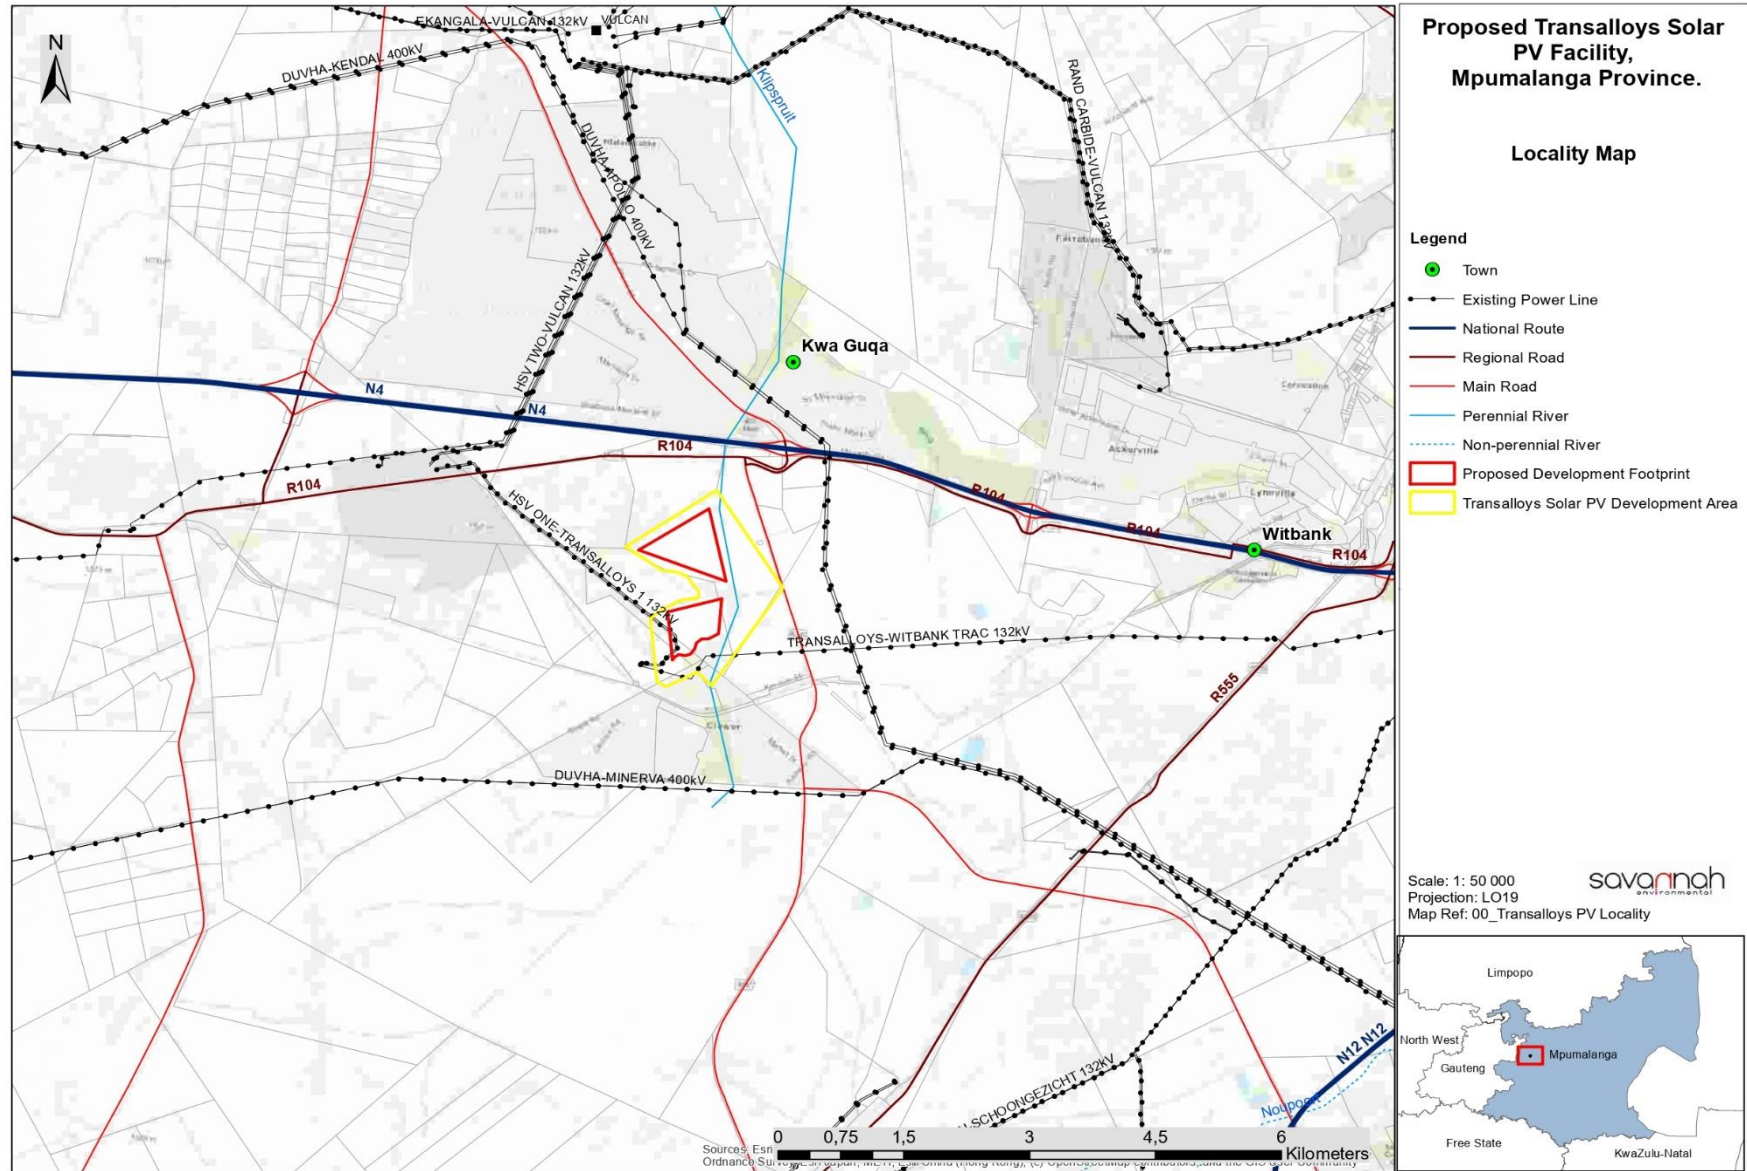 Proposed Transalloys Solar
PV Facility,
Mpumalanga Province.
Locality Map
Legend
Town
Existing Power Line
National Route
Regional Road
Main Road
Perennial River
Non-perennial River
Proposed Development Footprint
Transalloys Solar PV Development Area
Scale: 1: 50 000
Projection: LO19
Map Ref: 00_Transalloys PV Locality
savannah
environmental
Limpopo
North West
Mpumalanga
Gauteng
Free State
KwaZulu-Natal
N
EKANGALA-VULCAN 132kV
VULCAN
DUVHA-KENDAL 400kV
Klipspruit
RAND CARBIDE-VULCAN 132kV
DUVHA-APOLLO 400kV
HSV TWO-VULCAN 132kV
Kwa Guqa
N4
N4
R104
R104
R104
R104
Ackerville
Lynnville
Witbank
R104
HSV ONE-TRANSALLOYS 1 132kV
TRANSALLOYS-WITBANK TRAC 132kV
R555
Clewer
DUVHA-MINERVA 400kV
N12 N12
Noupoort
SCHOONGEZICHT 132kV
0 0,75 1,5 3 4,5 6
Kilometers
Sources: Esri